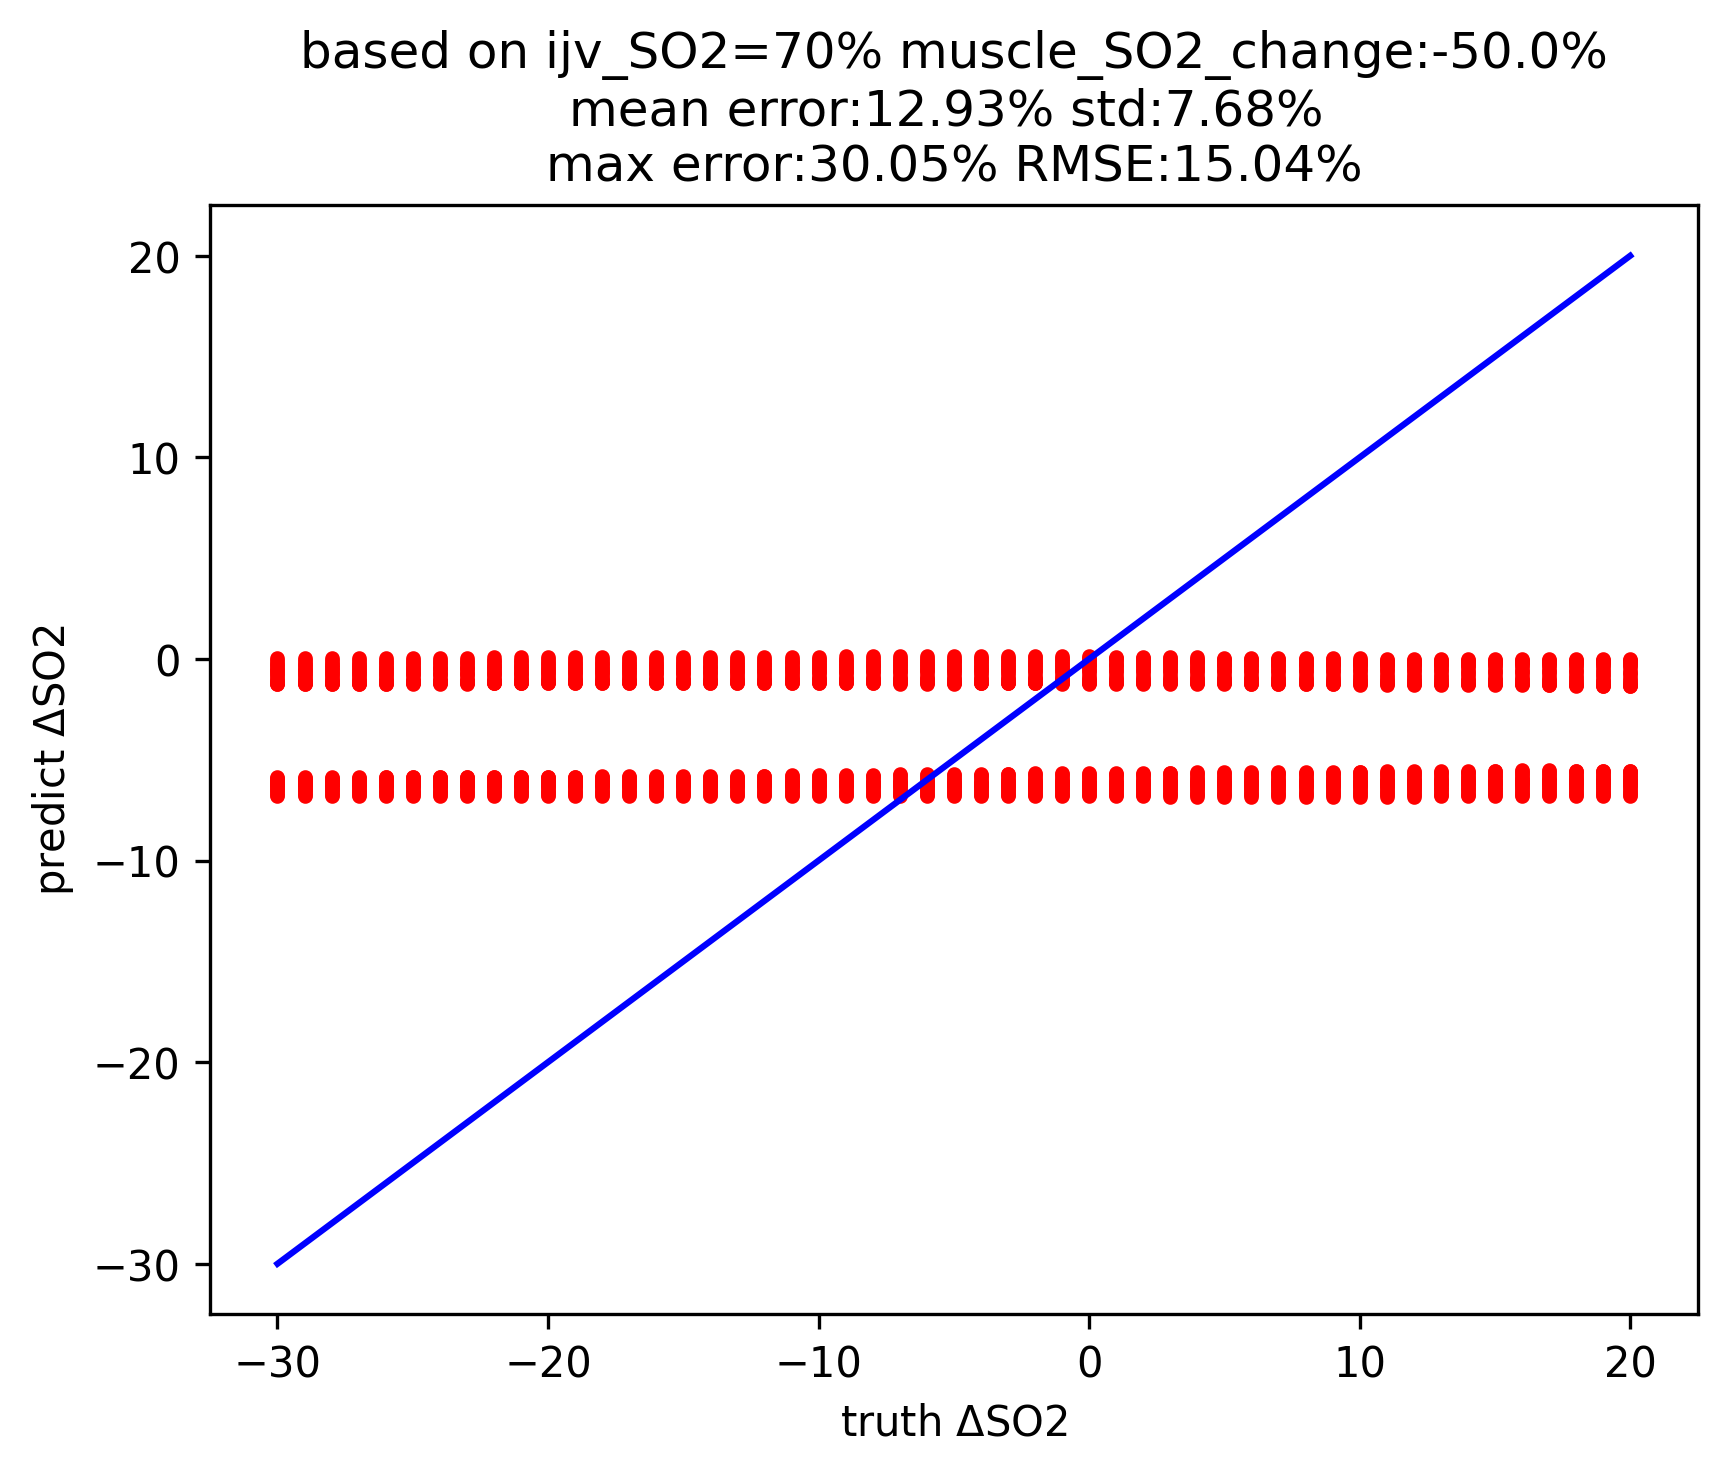 based on ijv_SO2=70% muscle_SO2_change:-50.0%
mean error:12.93% std:7.68%
max error:30.05% RMSE:15.04%
20
10
0
−10
−20
−30
predict ΔSO2
−30 −20 −10 0 10 20
truth ΔSO2